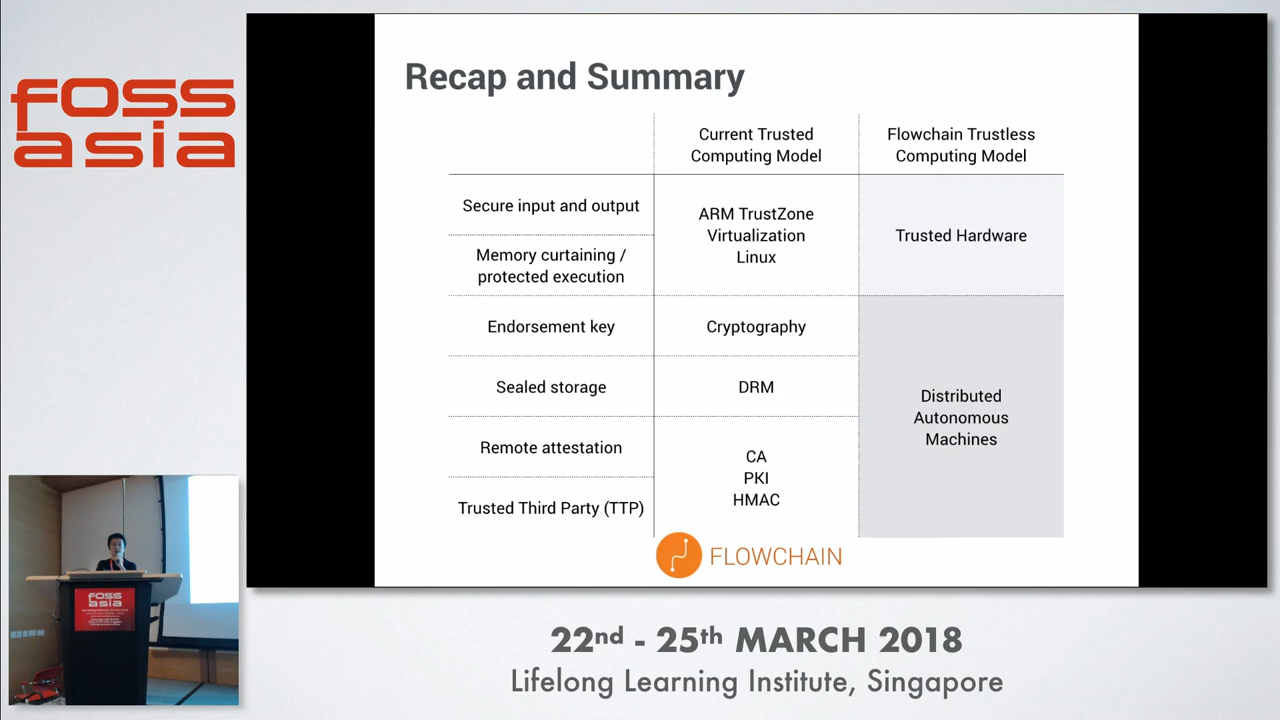 foss
asia
Recap and Summary
Current Trusted
Computing Model
Flowchain Trustless
Computing Model
Secure input and output
ARM TrustZone
Virtualization
Linux
Trusted Hardware
Memory curtaining /
protected execution
Endorsement key
Cryptography
Distributed
Autonomous
Machines
Sealed storage
DRM
Remote attestation
CA
PKI
HMAC
Trusted Third Party (TTP)
FLOWCHAIN
foss
asia
22nd - 25th MARCH 2018
Lifelong Learning Institute, Singapore